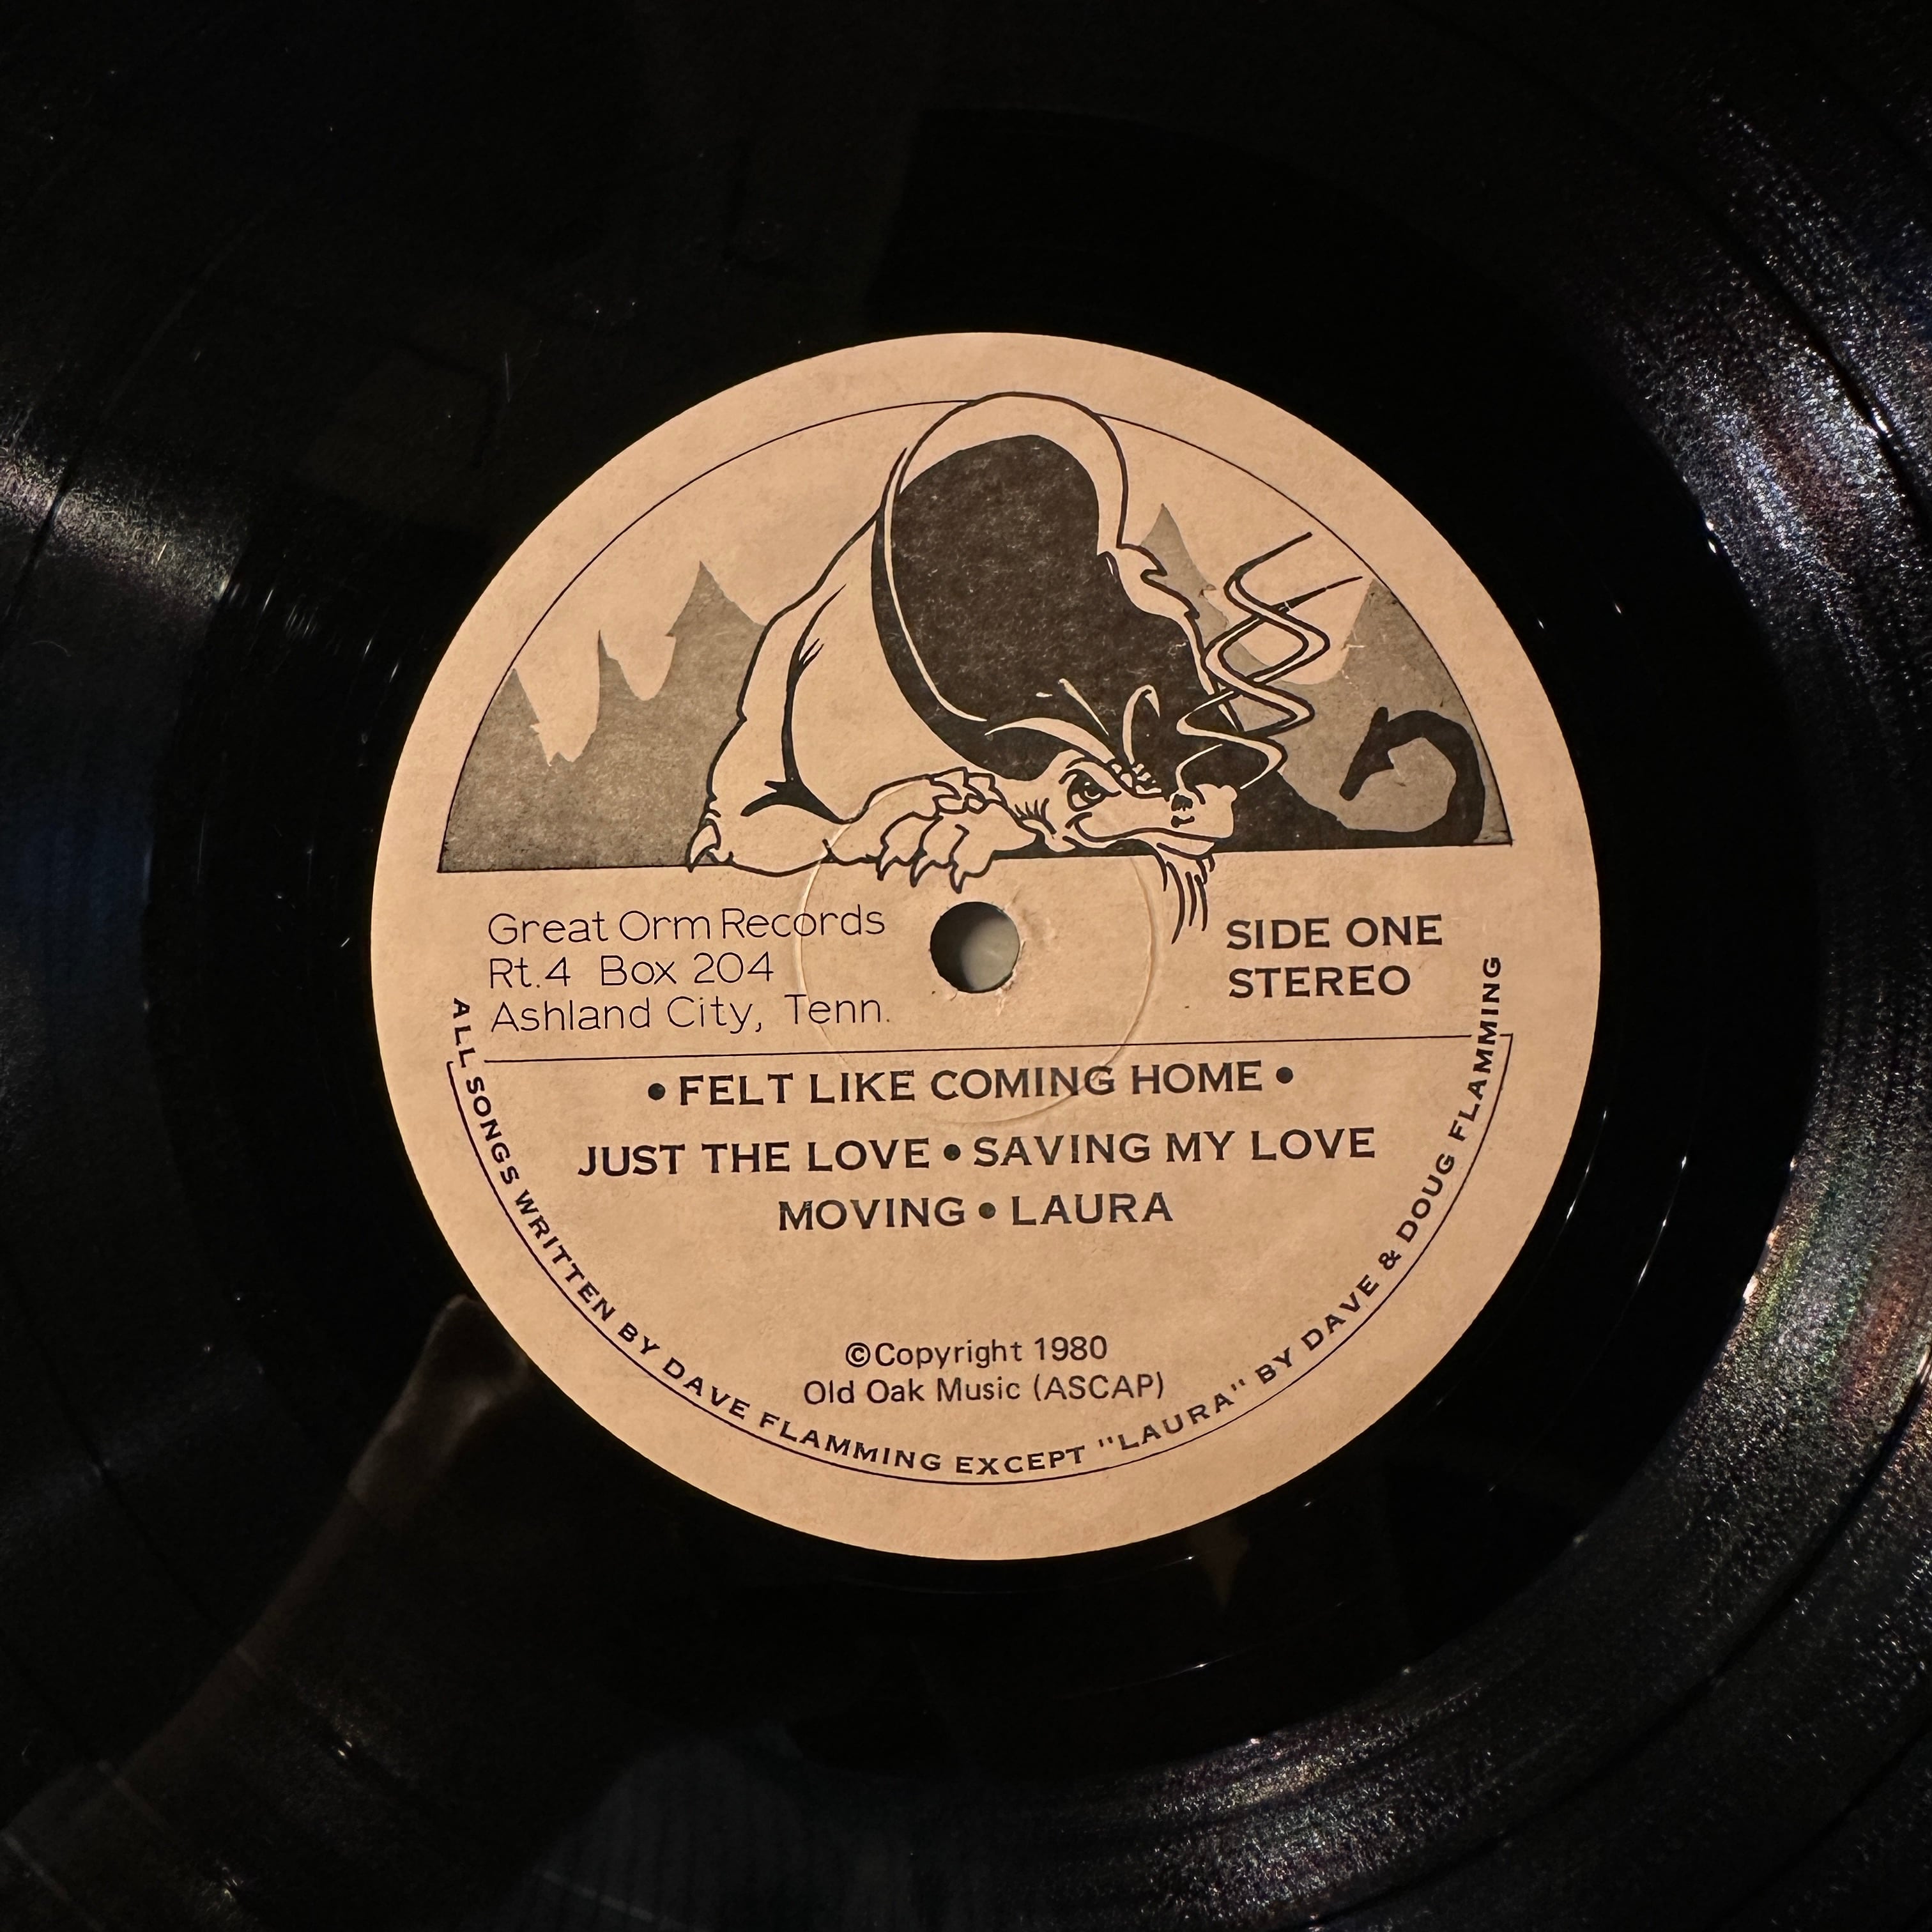 Great Orm Records
Rt.4 Box 204
Ashland City, Tenn.
SIDE ONE
STEREO
• FELT LIKE COMING HOME •
JUST THE LOVE • SAVING MY LOVE
MOVING • LAURA
©Copyright 1980
Old Oak Music (ASCAP)
ALL SONGS WRITTEN BY DAVE FLAMMING EXCEPT "LAURA" BY DAVE & DOUG FLAMMING